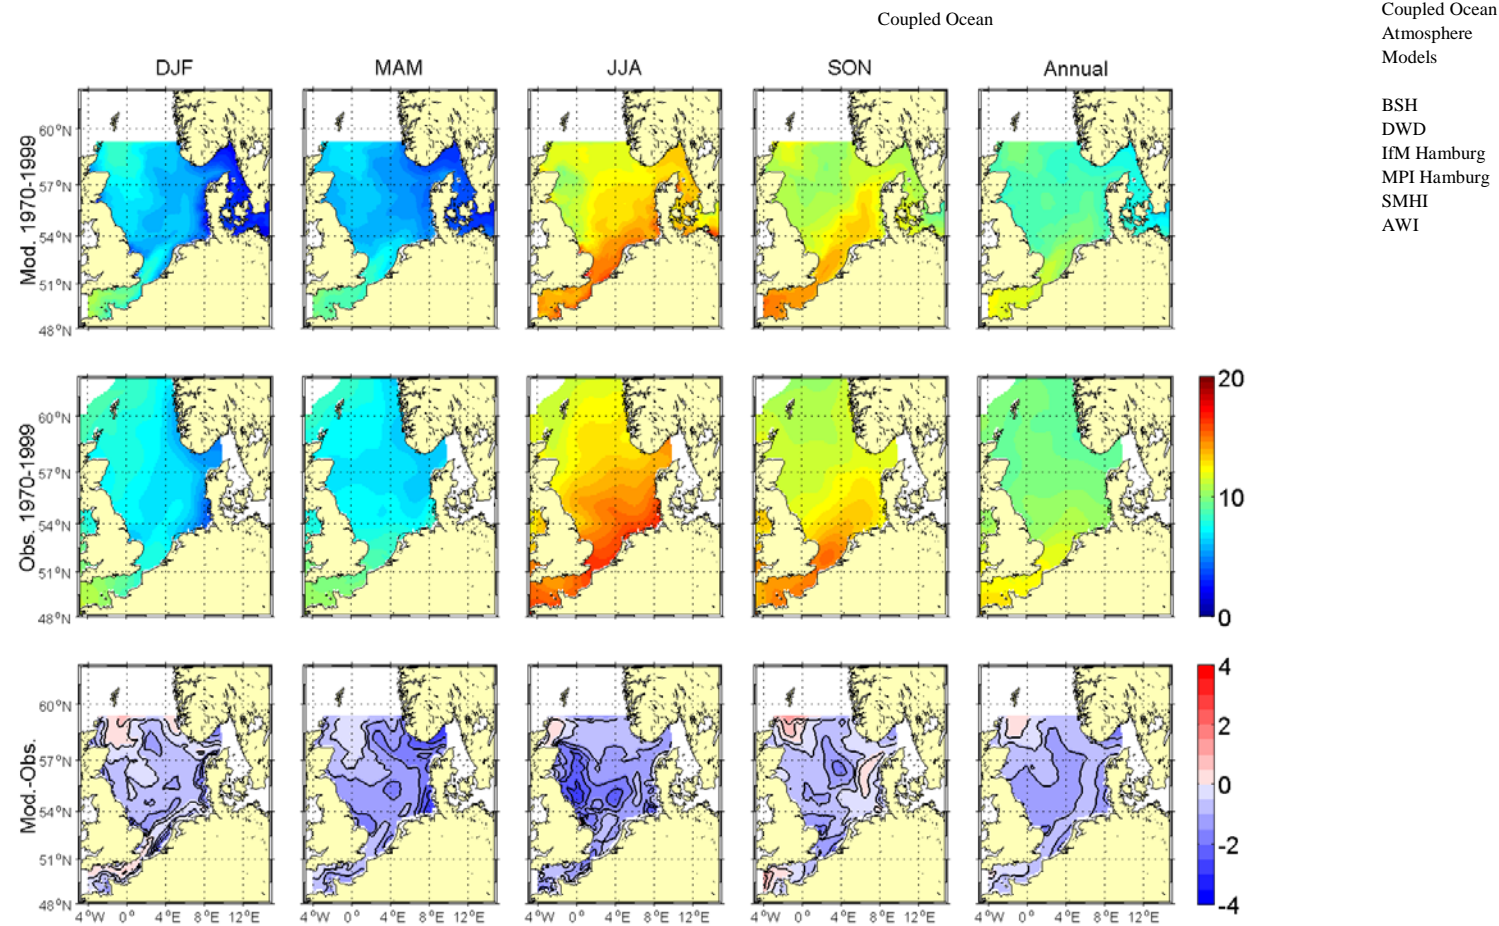 Coupled Ocean
Coupled Ocean
Atmosphere
Models
BSH
DWD
IfM Hamburg
MPI Hamburg
SMHI
AWI
DJF MAM JJA SON Annual
Mod. 1970-1999
60°N
57°N
54°N
51°N
48°N
Obs. 1970-1999
60°N
57°N
54°N
51°N
48°N
20
10
0
Mod.-Obs.
60°N
57°N
54°N
51°N
48°N
4
2
0
-2
-4
4°W 0° 4°E 8°E 12°E 4°W 0° 4°E 8°E 12°E 4°W 0° 4°E 8°E 12°E 4°W 0° 4°E 8°E 12°E 4°W 0° 4°E 8°E 12°E